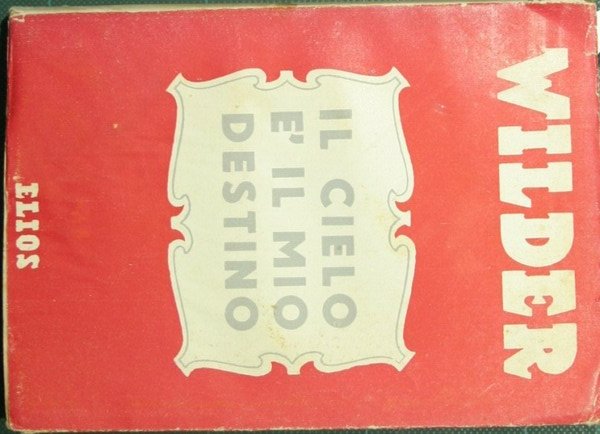 WILDER
IL CIELO
E' IL MIO
DESTINO
ELIOS